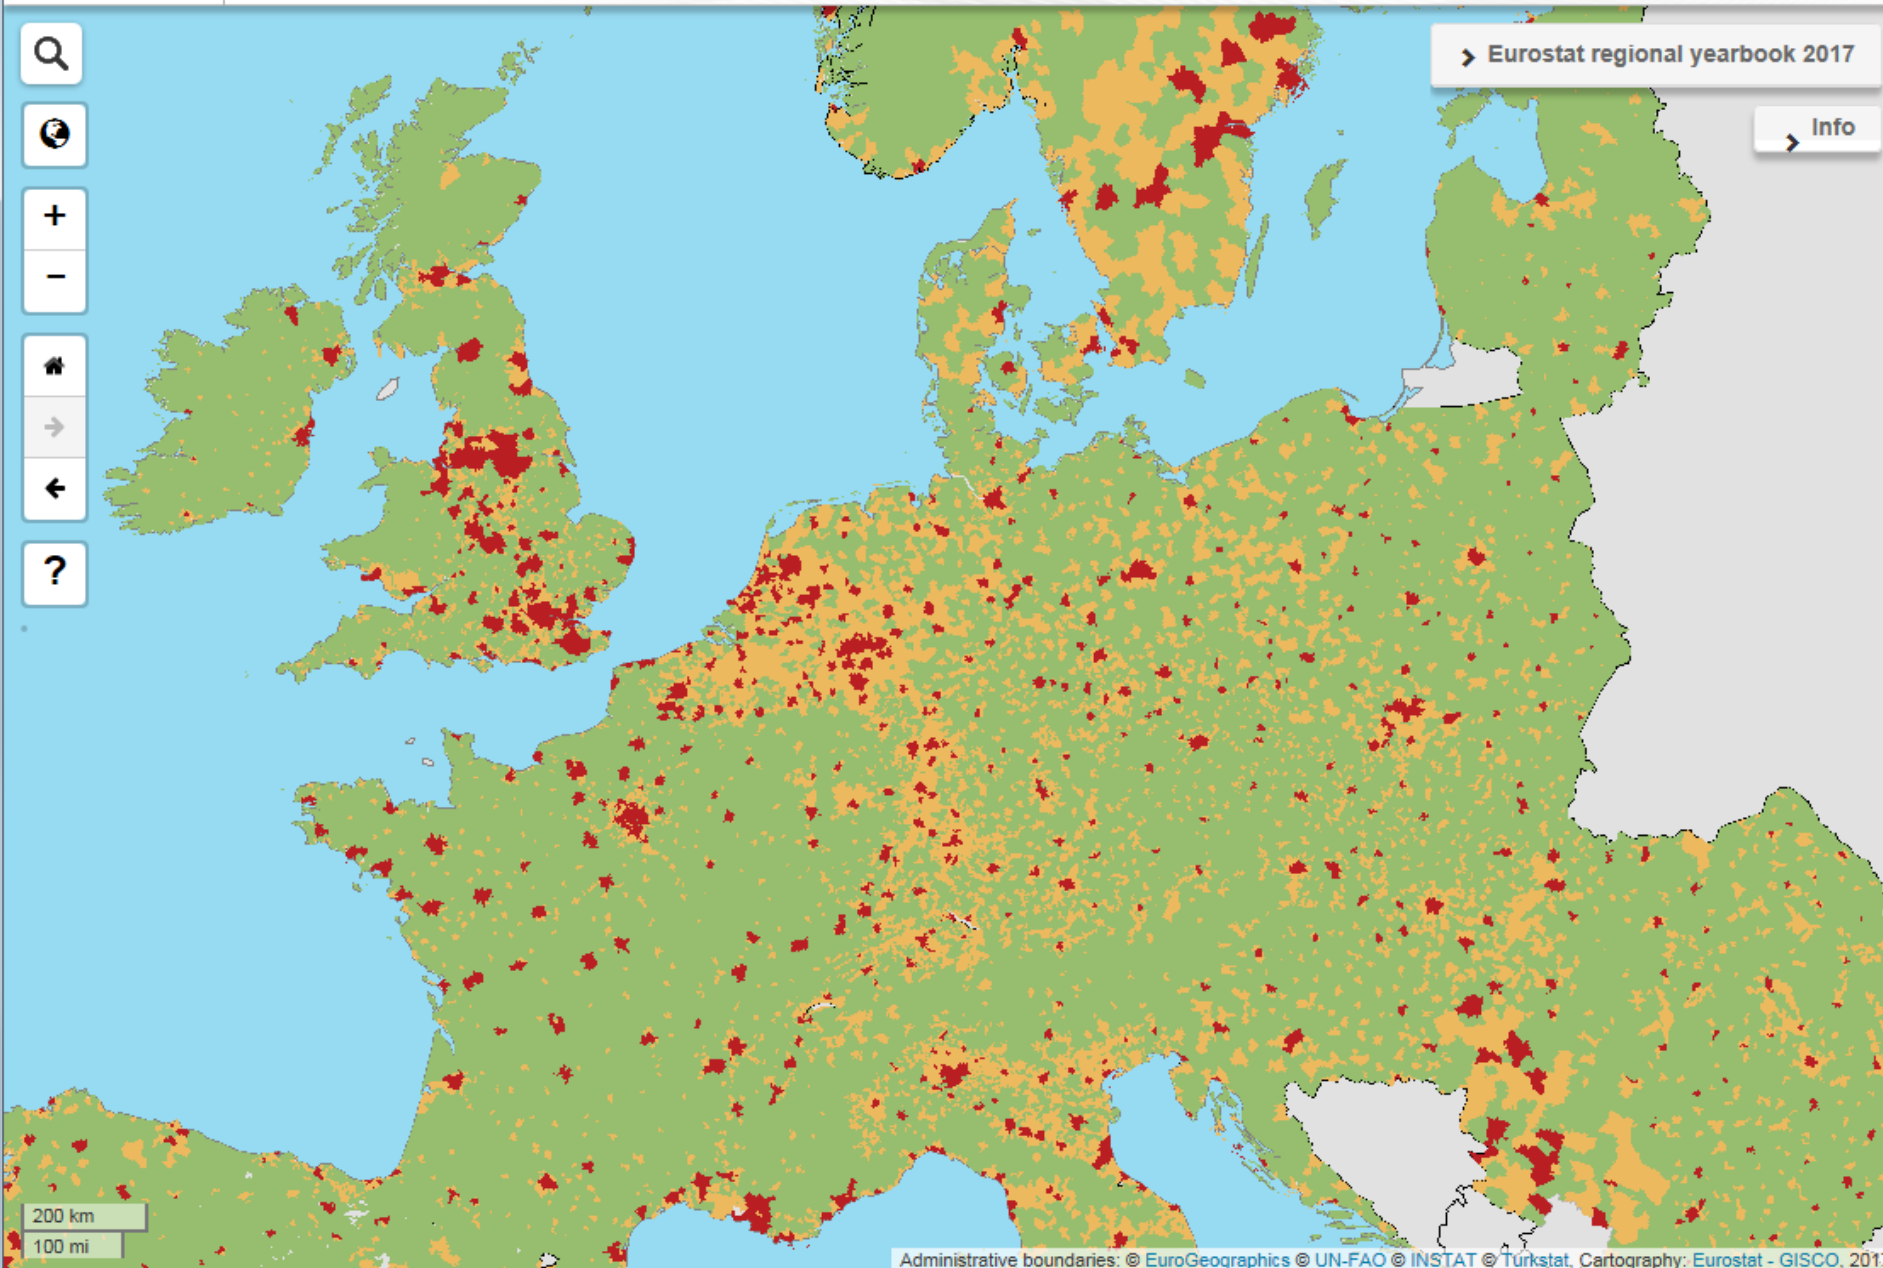 Eurostat regional yearbook 2017
Info
+
−
?
200 km
100 mi
Administrative boundaries: © EuroGeographics © UN-FAO © INSTAT © Turkstat, Cartography: Eurostat - GISCO, 201